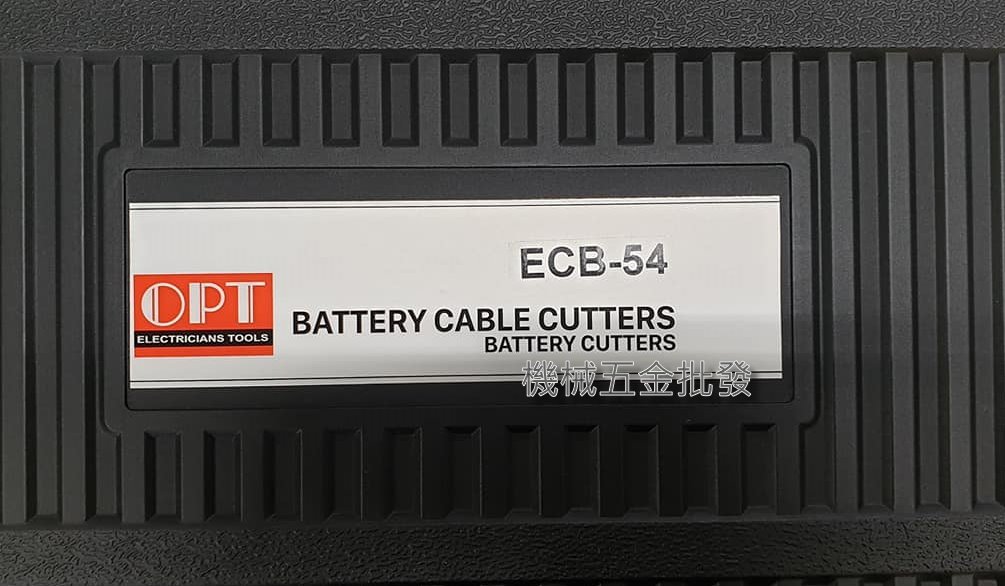 ECB-54
OPT
ELECTRICIANS TOOLS
BATTERY CABLE CUTTERS
BATTERY CUTTERS
機械五金批發